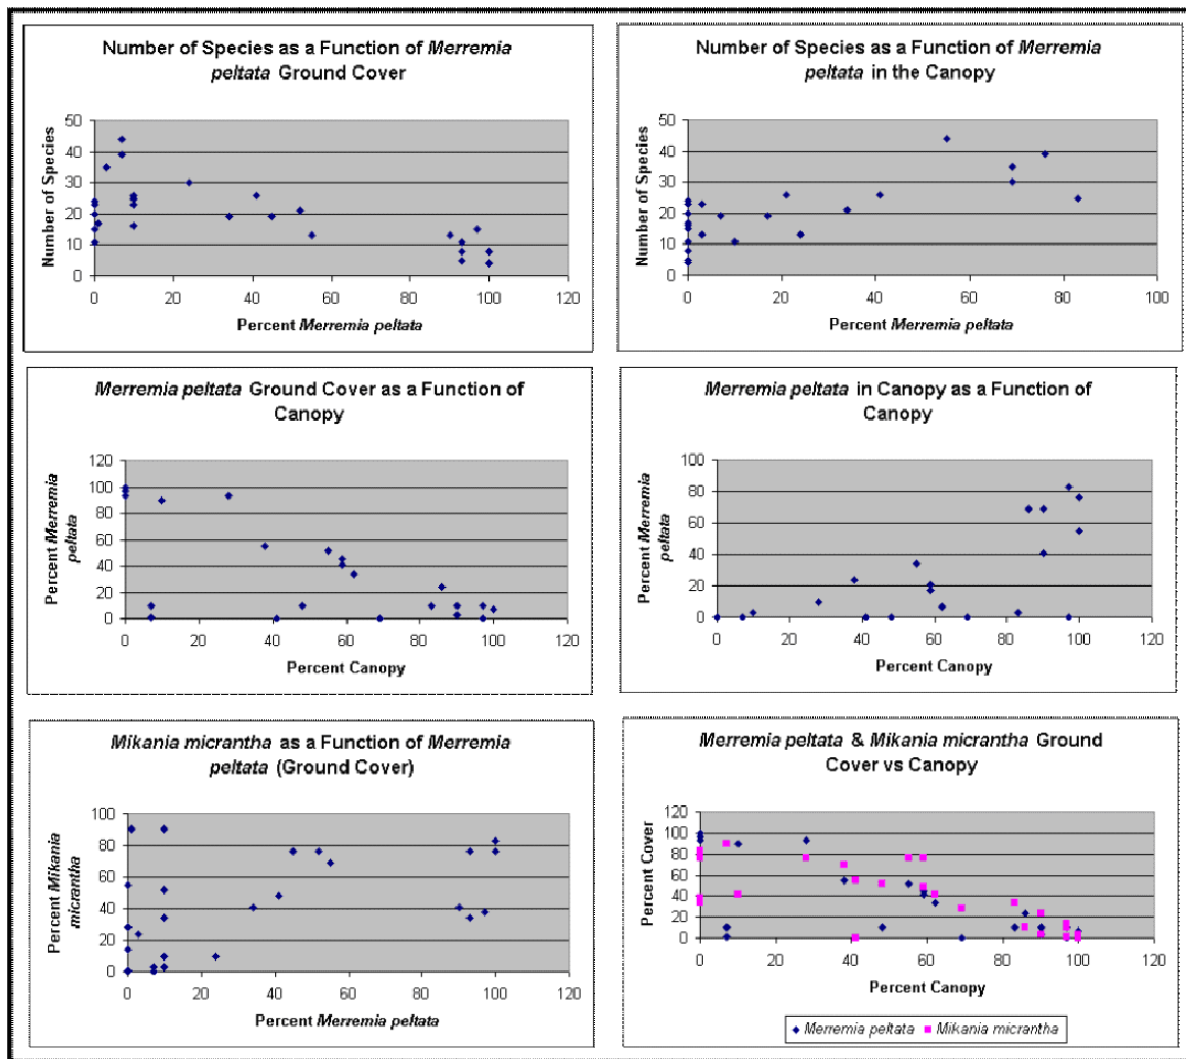 Number of Species as a Function of Merremia
peltata Ground Cover
Number of Species
50
40
30
20
10
0
0 20 40 60 80 100 120
Percent Merremia peltata
Number of Species as a Function of Merremia
peltata in the Canopy
Number of Species
50
40
30
20
10
0
0 20 40 60 80 100
Percent Merremia peltata
Merremia peltata Ground Cover as a Function of
Canopy
Percent Merremia
peltata
120
100
80
60
40
20
0
0 20 40 60 80 100 120
Percent Canopy
Merremia peltata in Canopy as a Function of
Canopy
Percent Merremia
peltata
100
80
60
40
20
0
0 20 40 60 80 100 120
Percent Canopy
Mikania micrantha as a Function of Merremia
peltata (Ground Cover)
Percent Mikania
micrantha
100
80
60
40
20
0
0 20 40 60 80 100 120
Percent Merremia peltata
Merremia peltata & Mikania micrantha Ground
Cover vs Canopy
Percent Cover
120
100
80
60
40
20
0
0 20 40 60 80 100 120
Percent Canopy
Merremia peltata Mikania micrantha